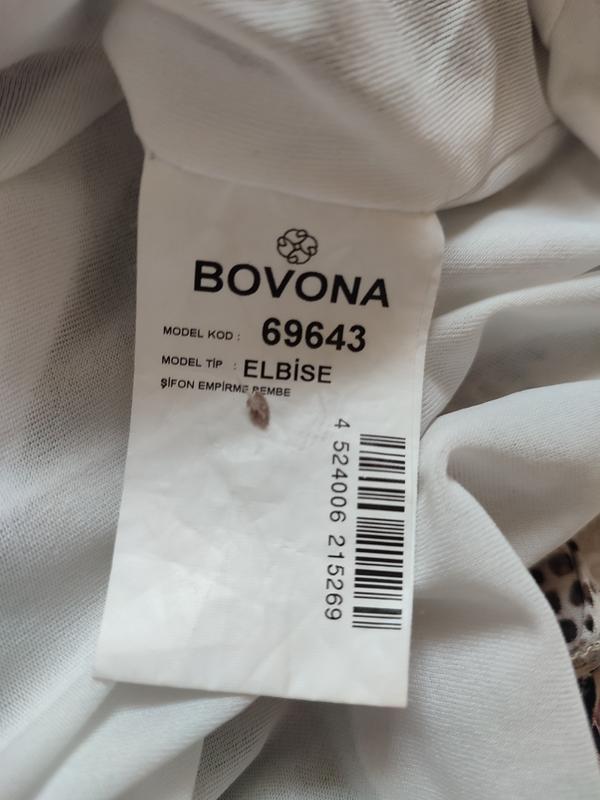 BOVONA
MODEL KOD : 69643
MODEL TİP : ELBİSE
ŞİFON EMPİRME PEMBE
4 524006 215269